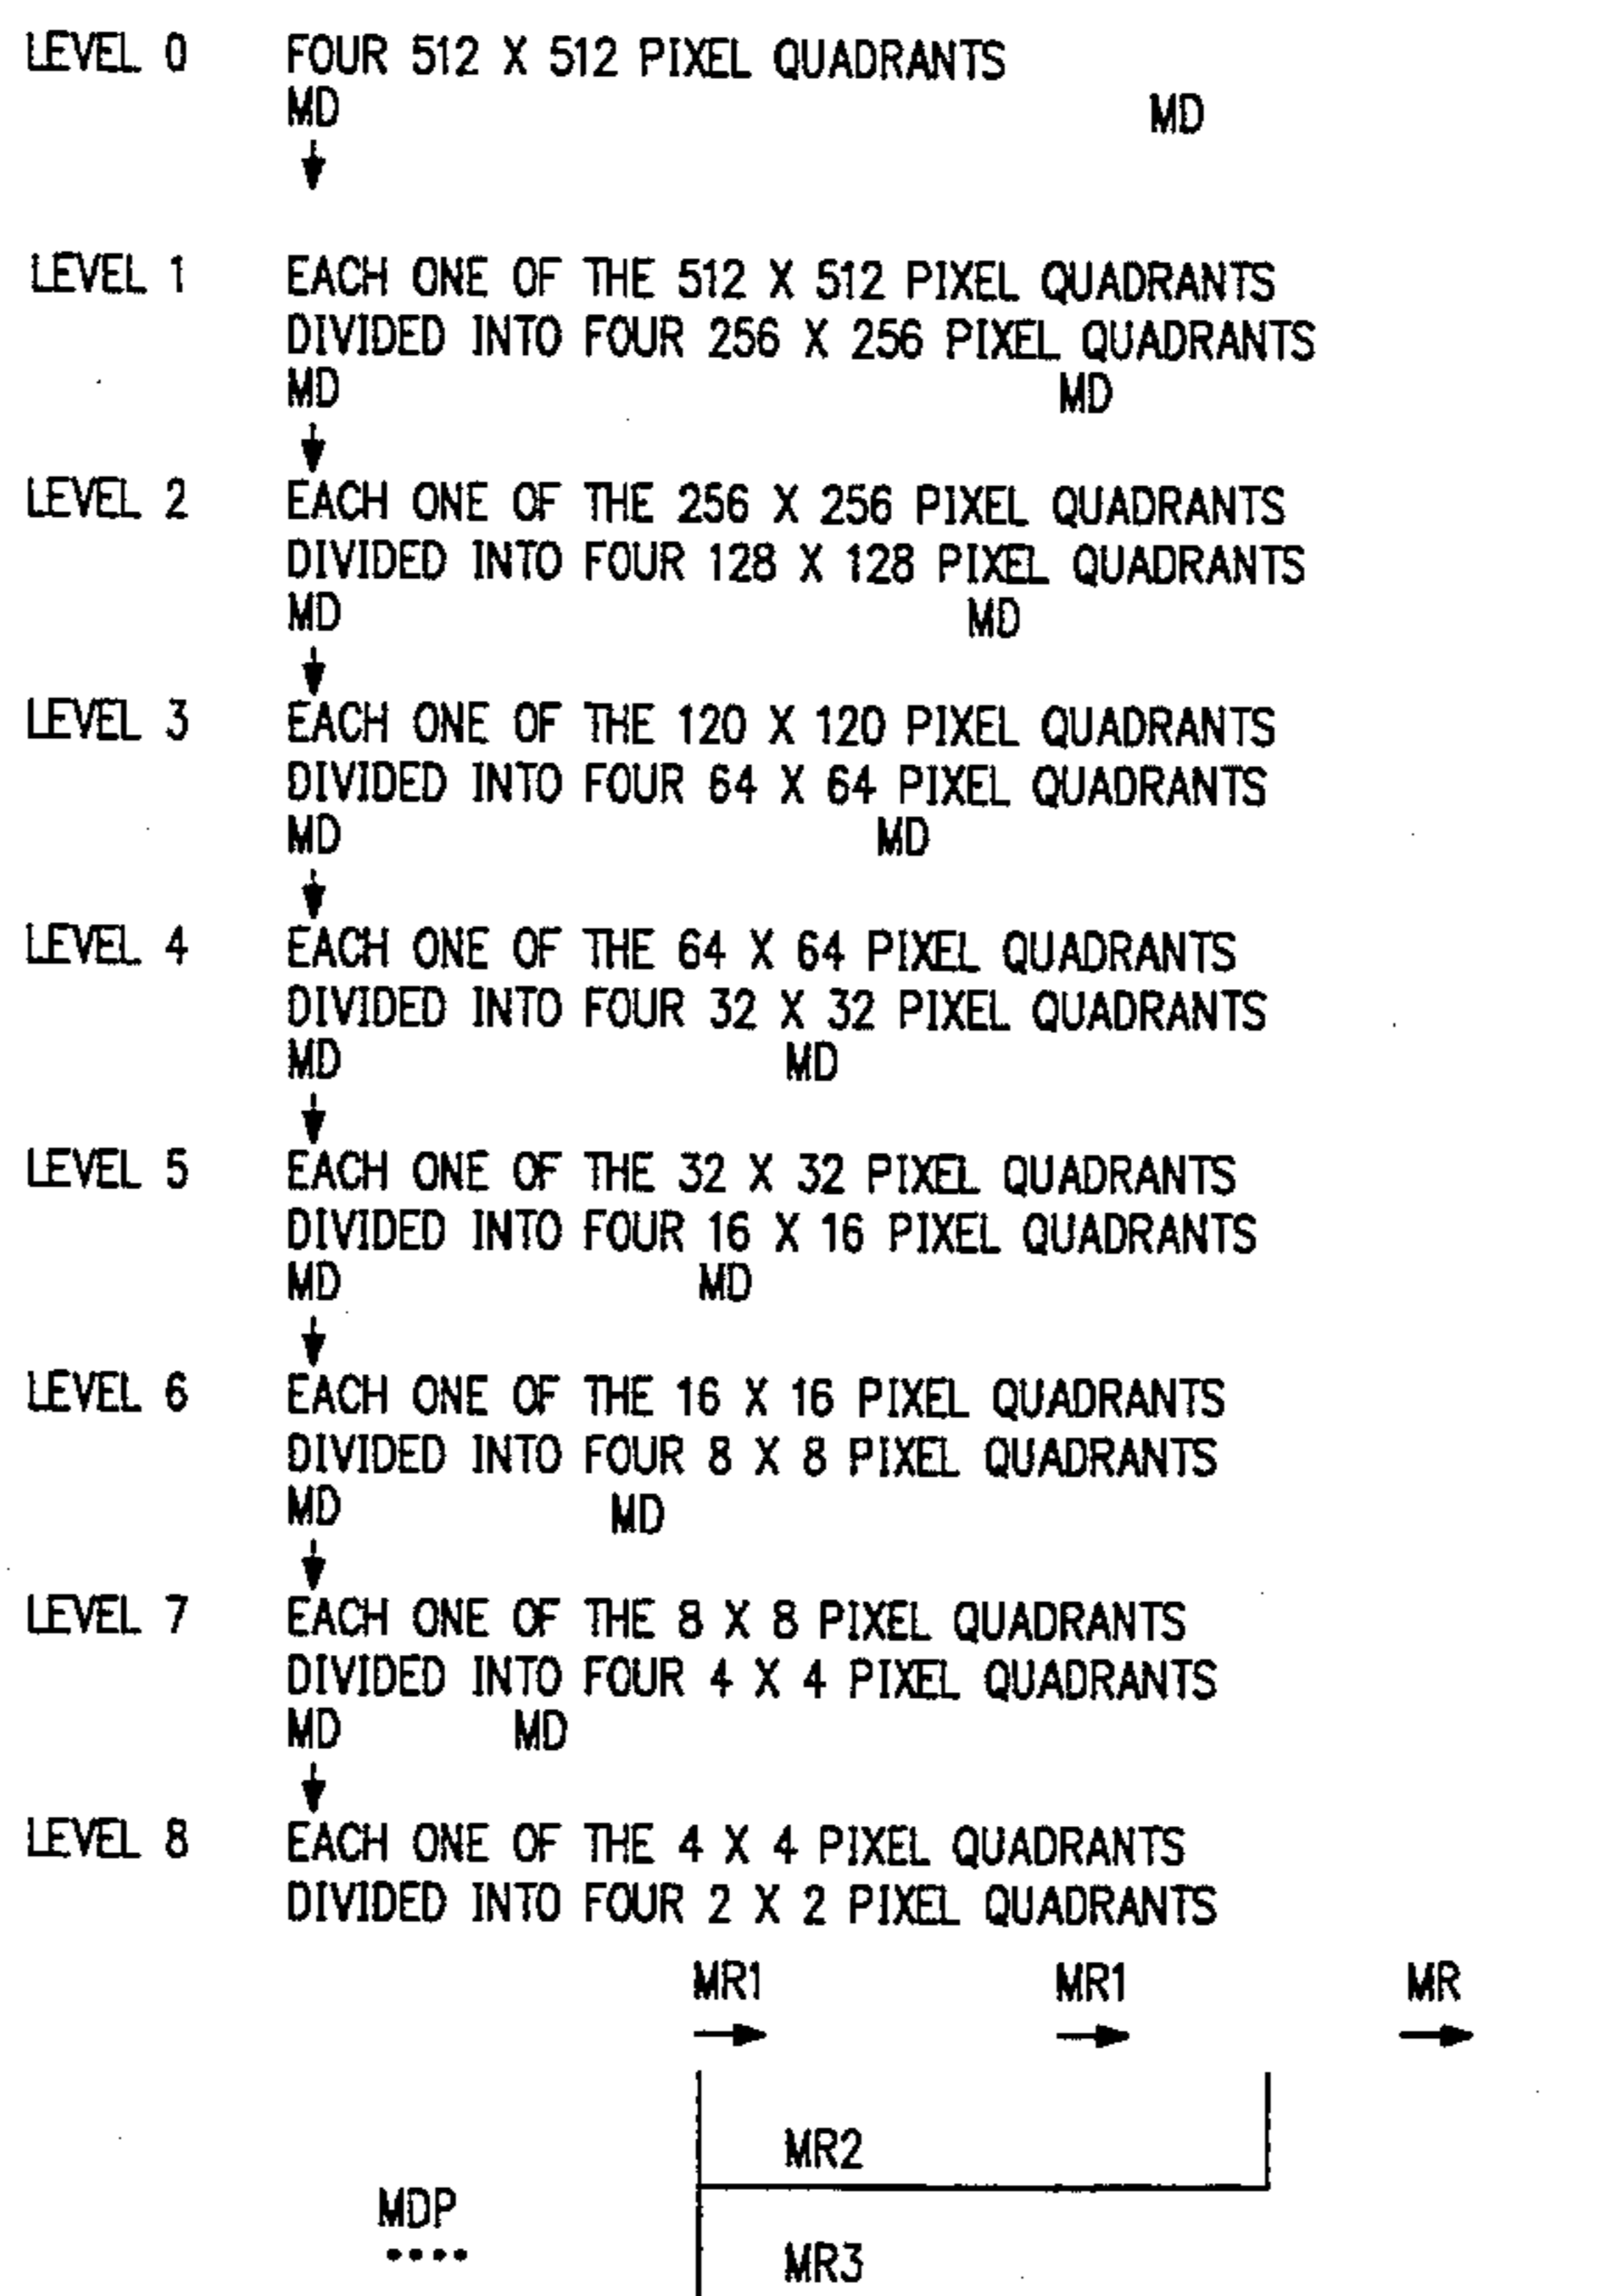 LEVEL 0 FOUR 512 X 512 PIXEL QUADRANTS
MD MD
LEVEL 1 EACH ONE OF THE 512 X 512 PIXEL QUADRANTS
DIVIDED INTO FOUR 256 X 256 PIXEL QUADRANTS
MD MD
LEVEL 2 EACH ONE OF THE 256 X 256 PIXEL QUADRANTS
DIVIDED INTO FOUR 128 X 128 PIXEL QUADRANTS
MD MD
LEVEL 3 EACH ONE OF THE 120 X 120 PIXEL QUADRANTS
DIVIDED INTO FOUR 64 X 64 PIXEL QUADRANTS
MD MD
LEVEL 4 EACH ONE OF THE 64 X 64 PIXEL QUADRANTS
DIVIDED INTO FOUR 32 X 32 PIXEL QUADRANTS
MD MD
LEVEL 5 EACH ONE OF THE 32 X 32 PIXEL QUADRANTS
DIVIDED INTO FOUR 16 X 16 PIXEL QUADRANTS
MD MD
LEVEL 6 EACH ONE OF THE 16 X 16 PIXEL QUADRANTS
DIVIDED INTO FOUR 8 X 8 PIXEL QUADRANTS
MD MD
LEVEL 7 EACH ONE OF THE 8 X 8 PIXEL QUADRANTS
DIVIDED INTO FOUR 4 X 4 PIXEL QUADRANTS
MD MD
LEVEL 8 EACH ONE OF THE 4 X 4 PIXEL QUADRANTS
DIVIDED INTO FOUR 2 X 2 PIXEL QUADRANTS
MR1 MR1 MR
MR2
MDP
MR3